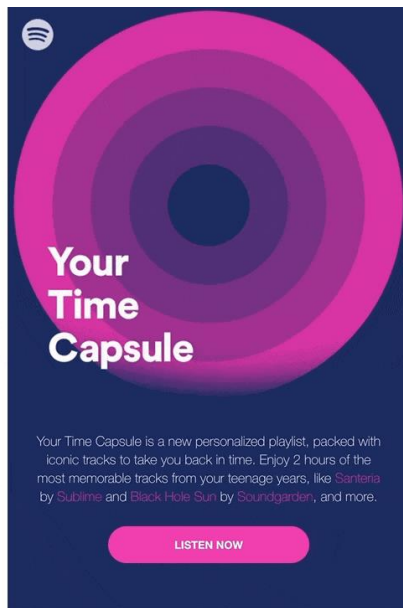 Your
Time
Capsule
Your Time Capsule is a new personalized playlist, packed with
iconic tracks to take you back in time. Enjoy 2 hours of the
most memorable tracks from your teenage years, like Santeria
by Sublime and Black Hole Sun by Soundgarden, and more.
LISTEN NOW